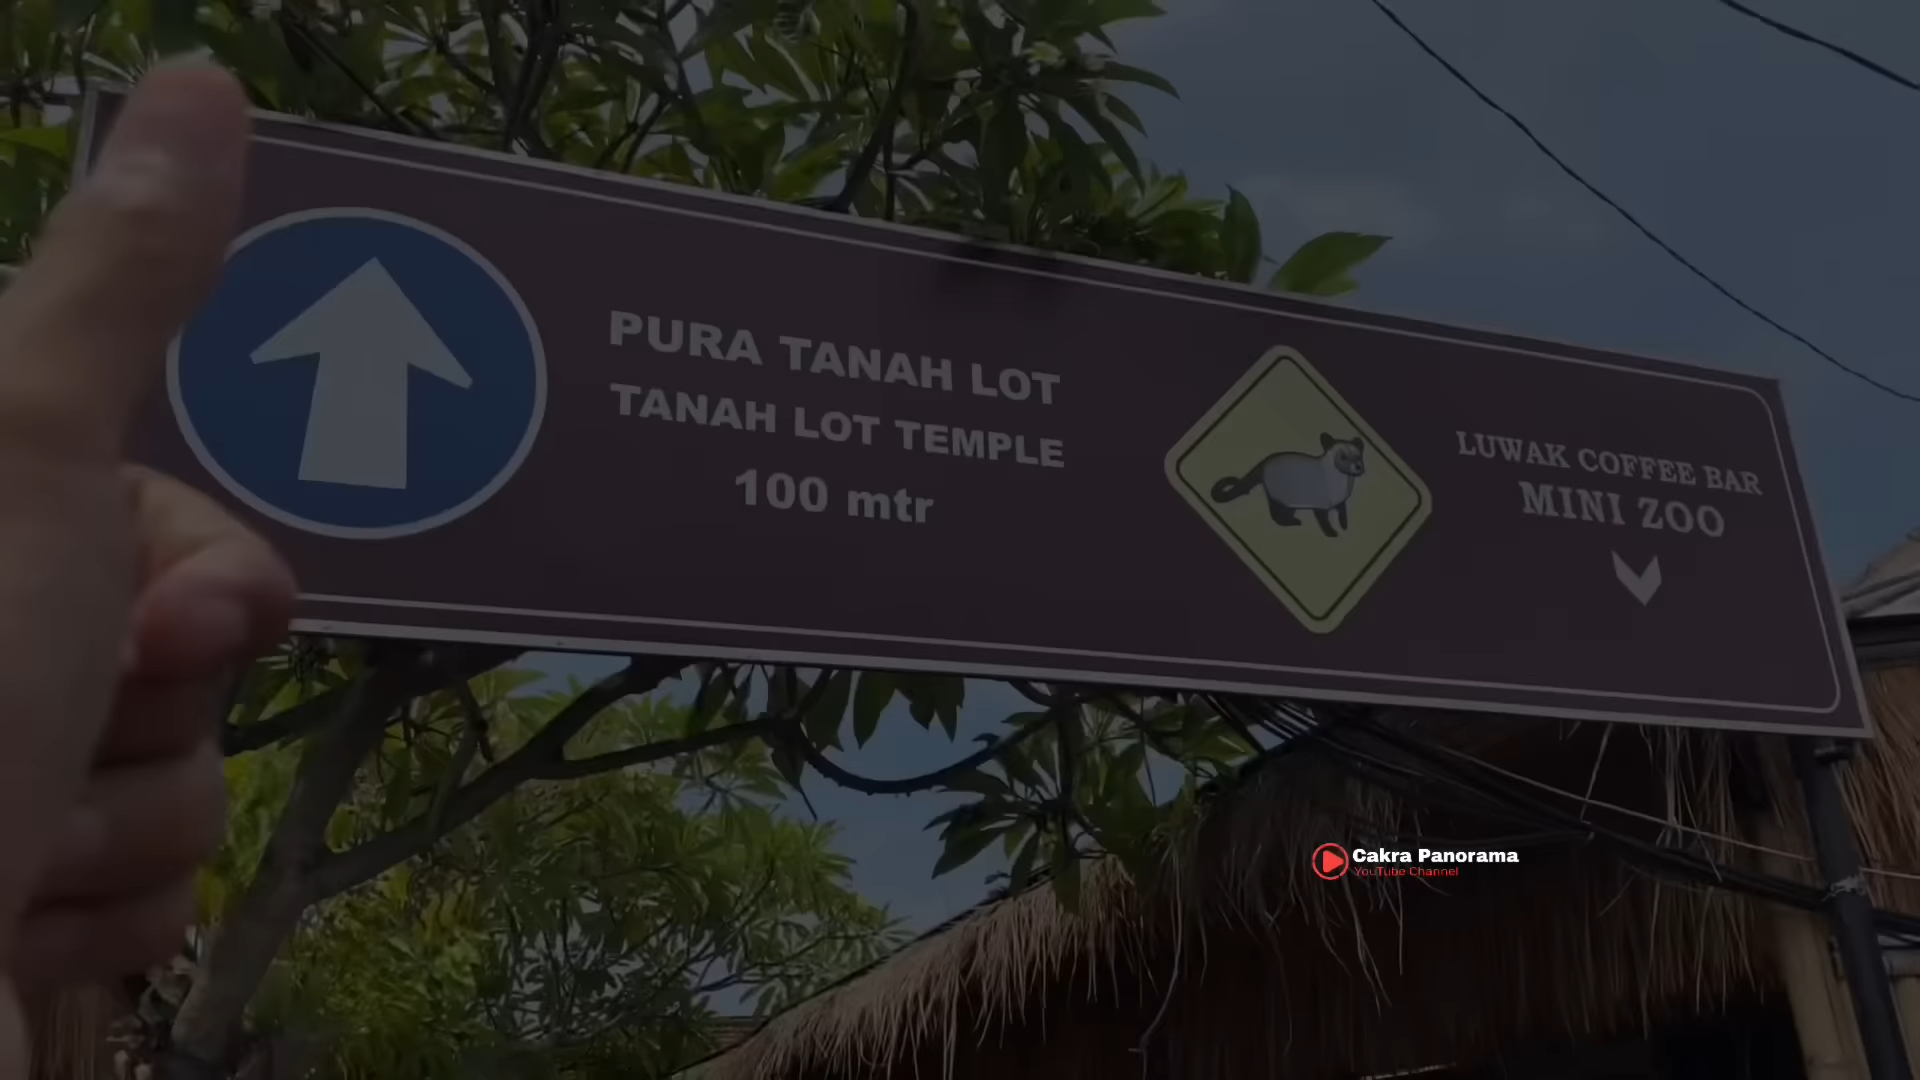 PURA TANAH LOT
TANAH LOT TEMPLE
100 mtr
LUWAK COFFEE BAR
MINI ZOO
Cakra Panorama
YouTube Channel